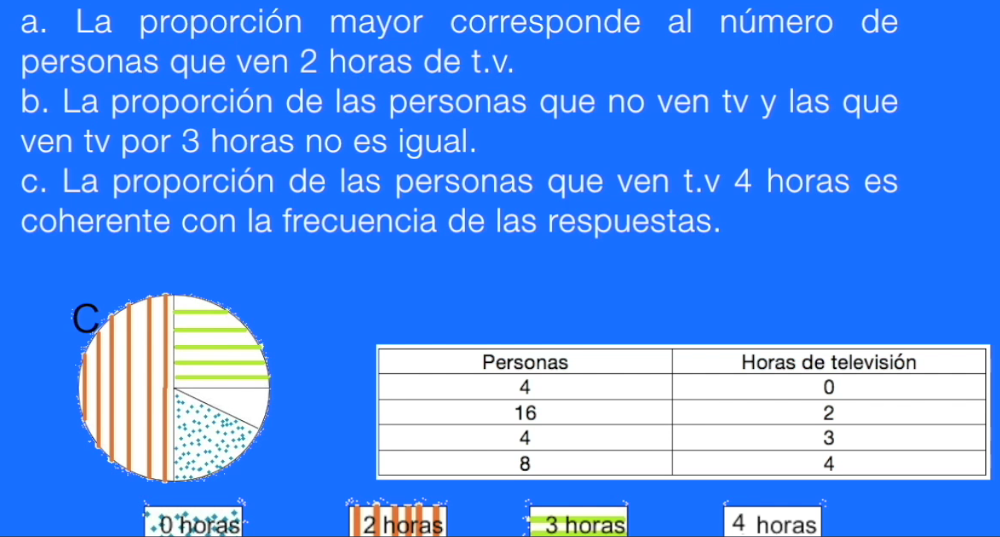 a. La proporción mayor corresponde al número de
personas que ven 2 horas de t.v.
b. La proporción de las personas que no ven tv y las que
ven tv por 3 horas no es igual.
c. La proporción de las personas que ven t.v 4 horas es
coherente con la frecuencia de las respuestas.
C
Personas Horas de televisión
4 0
16 2
4 3
8 4
0 horas 2 horas 3 horas 4 horas